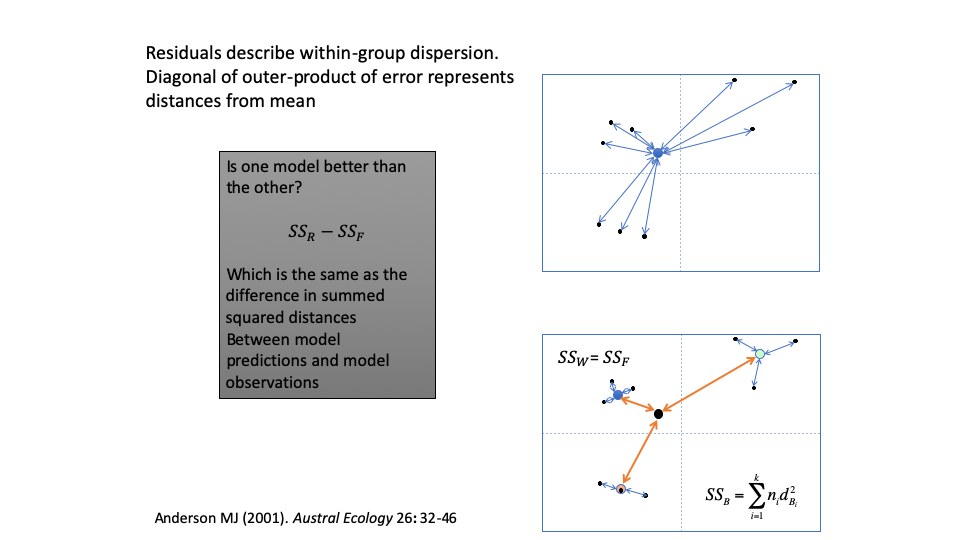 Residuals describe within-group dispersion.
Diagonal of outer-product of error represents
distances from mean
Is one model better than
the other?
SS_R − SS_F
Which is the same as the
difference in summed
squared distances
Between model
predictions and model
observations
SS_W = SS_F
SS_B = \sum_{i=1}^{k} n_i d_{B_i}^2
Anderson MJ (2001). Austral Ecology 26: 32-46